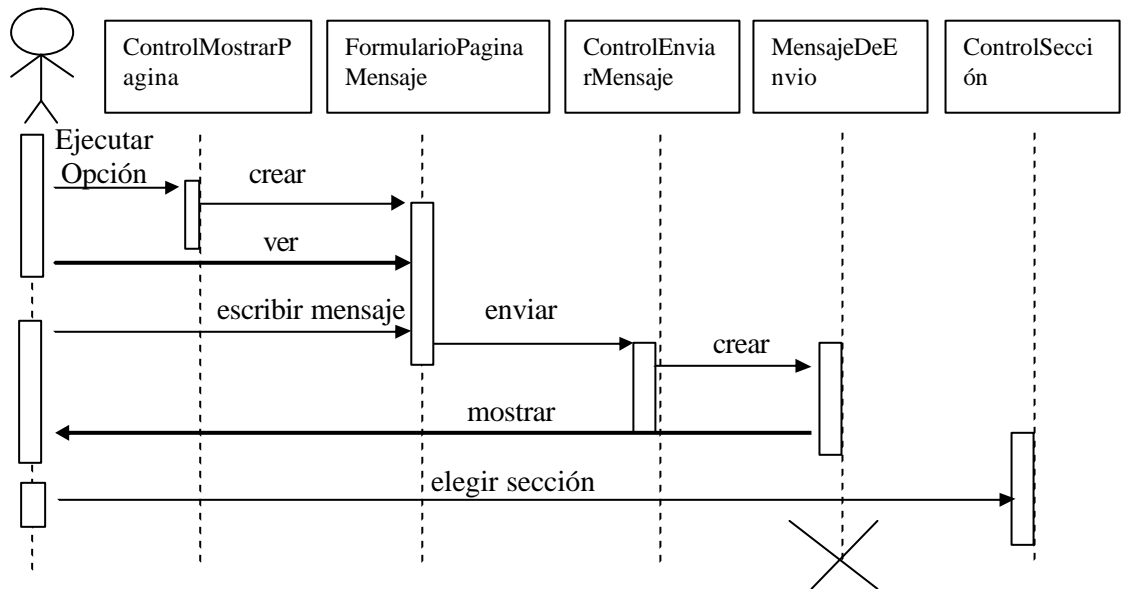 ControlMostrarP
agina
FormularioPagina
Mensaje
ControlEnvia
rMensaje
MensajeDeE
nvio
ControlSecci
ón
Ejecutar
Opción
crear
ver
escribir mensaje
enviar
crear
mostrar
elegir sección